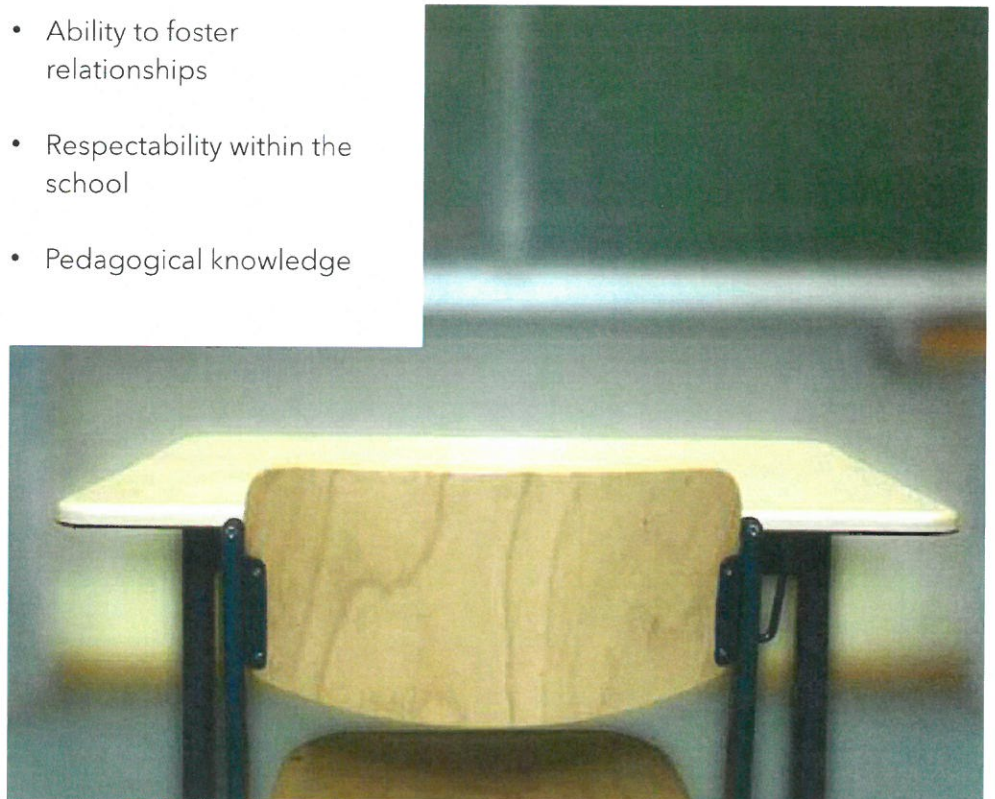 • Ability to foster
relationships
• Respectability within the
school
• Pedagogical knowledge